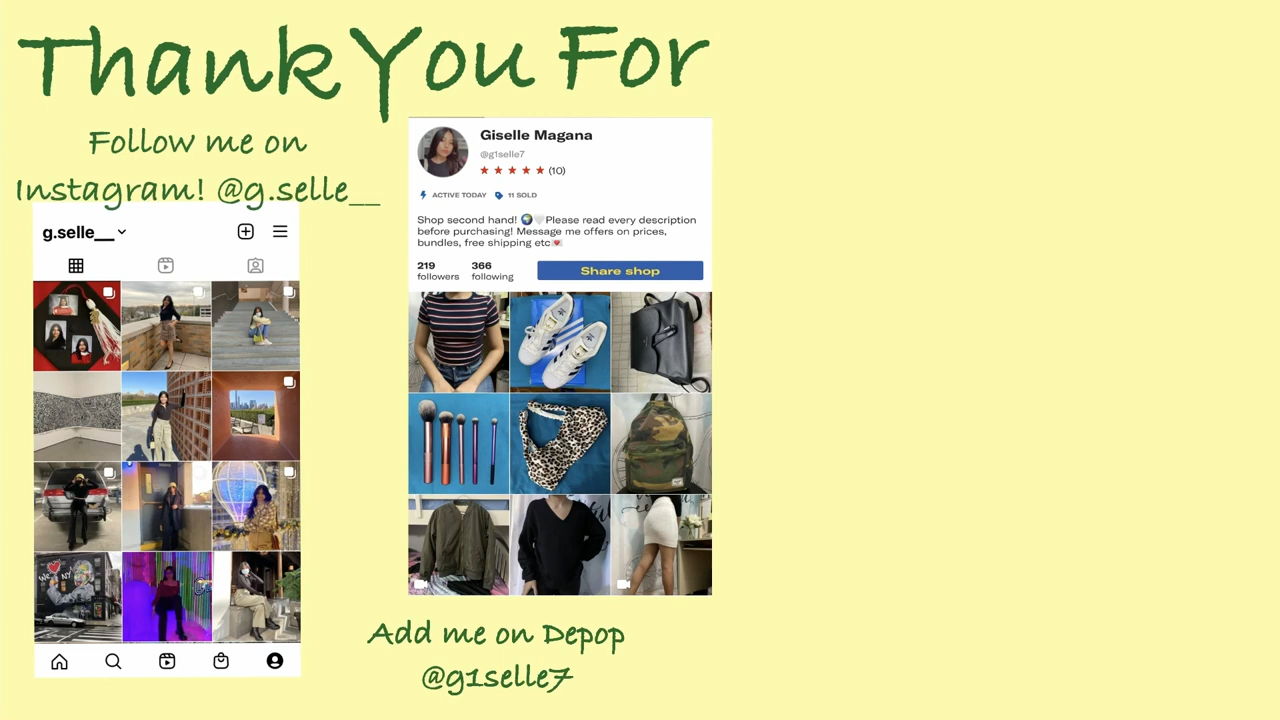 Thank You For
Follow me on
Instagram! @g.selle__
g.selle__
Giselle Magana
@g1selle7
(10)
ACTIVE TODAY 11 SOLD
Shop second hand! 🌍🤍Please read every description
before purchasing! Message me offers on prices,
bundles, free shipping etc💌
219 366
followers following
Share shop
WE NY
Add me on Depop
@g1selle7